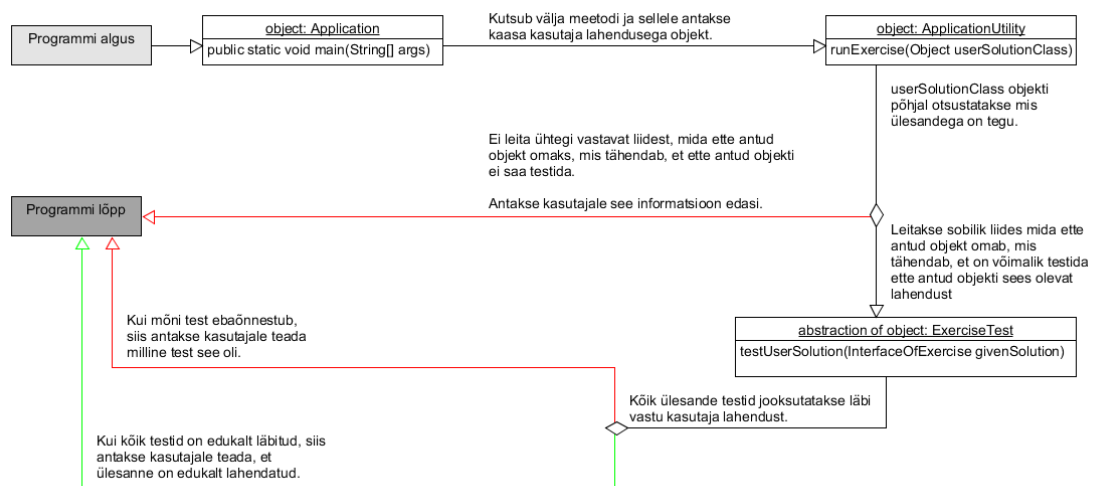 Programmi algus
object: Application
public static void main(String[] args)
Kutsub välja meetodi ja sellele antakse
kaasa kasutaja lahendusega objekt.
object: ApplicationUtility
runExercise(Object userSolutionClass)
userSolutionClass objekti
põhjal otsustatakse mis
ülesandega on tegu.
Ei leita ühtegi vastavat liidest, mida ette antud
objekt omaks, mis tähendab, et ette antud objekti
ei saa testida.
Antakse kasutajale see informatsioon edasi.
Programmi lõpp
Leitakse sobilik liides mida ette
antud objekt omab, mis
tähendab, et on võimalik testida
ette antud objekti sees olevat
lahendust
abstraction of object: ExerciseTest
testUserSolution(InterfaceOfExercise givenSolution)
Kui mõni test ebaõnnestub,
siis antakse kasutajale teada
milline test see oli.
Kõik ülesande testid jooksutatakse läbi
vastu kasutaja lahendust.
Kui kõik testid on edukalt läbitud, siis
antakse kasutajale teada, et
ülesanne on edukalt lahendatud.